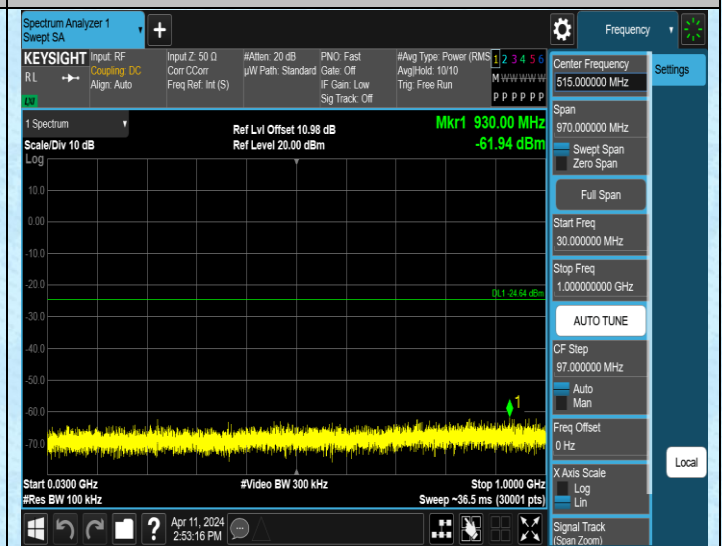 Spectrum Analyzer 1
Swept SA
+
Frequency
KEYSIGHT
R L
LXI
Input: RF
Coupling: DC
Align: Auto
Input Z: 50 Ω
Corr CCorr
Freq Ref: Int (S)
#Atten: 20 dB
µW Path: Standard
PNO: Fast
Gate: Off
IF Gain: Low
Sig Track: Off
#Avg Type: Power (RMS
Avg|Hold: 10/10
Trig: Free Run
1 2 3 4 5 6
M W W W W W
P P P P P P
Center Frequency
515.000000 MHz
Settings
Span
970.000000 MHz
Swept Span
Zero Span
Full Span
Start Freq
30.000000 MHz
Stop Freq
1.000000000 GHz
AUTO TUNE
CF Step
97.000000 MHz
Auto
Man
Freq Offset
0 Hz
X Axis Scale
Log
Lin
Local
Signal Track
(Span Zoom)
1 Spectrum
Scale/Div 10 dB
Log
Ref Lvl Offset 10.98 dB
Ref Level 20.00 dBm
Mkr1 930.00 MHz
-61.94 dBm
10.0
0.00
-10.0
-20.0
DL1 -24.64 dBm
-30.0
-40.0
-50.0
-60.0
1
-70.0
Start 0.0300 GHz
#Res BW 100 kHz
#Video BW 300 kHz
Stop 1.0000 GHz
Sweep ~36.5 ms (30001 pts)
?
Apr 11, 2024
2:53:16 PM